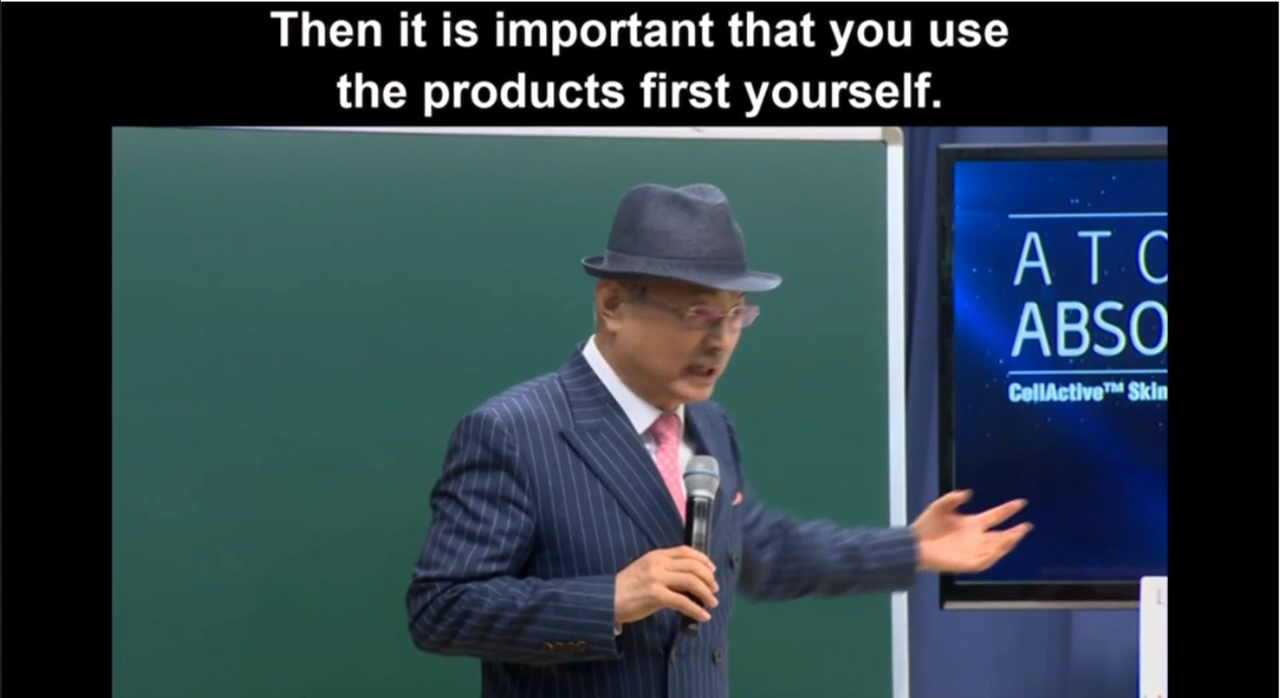 Then it is important that you use
the products first yourself.
A T O
ABSO
CellActive™ Skin